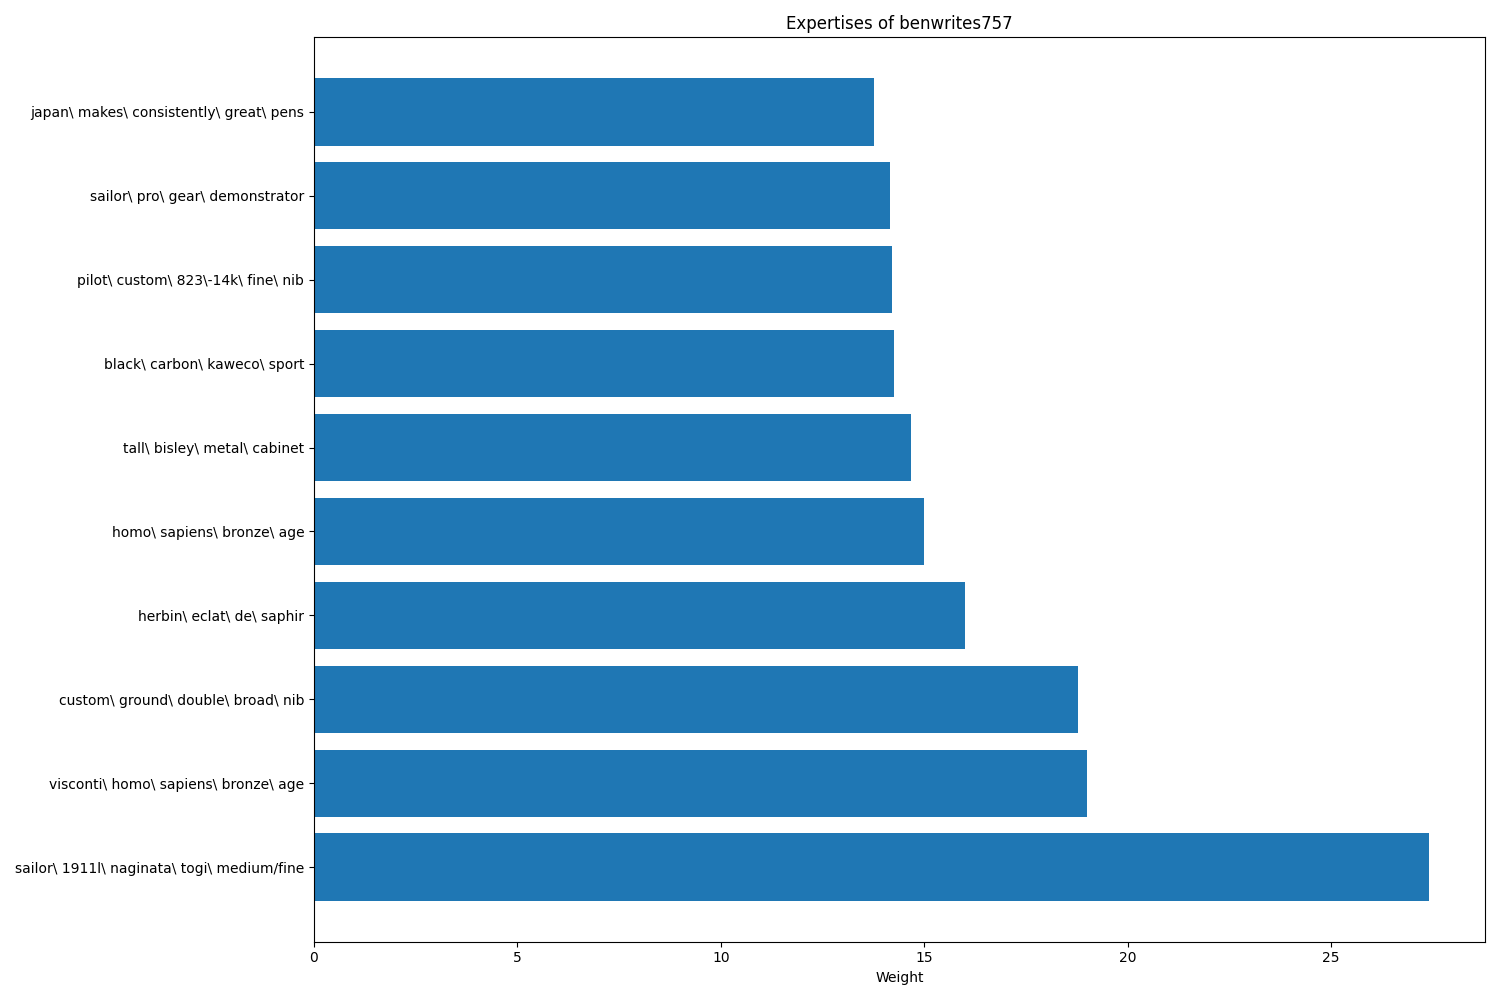 Expertises of benwrites757
japan\ makes\ consistently\ great\ pens
sailor\ pro\ gear\ demonstrator
pilot\ custom\ 823\-14k\ fine\ nib
black\ carbon\ kaweco\ sport
tall\ bisley\ metal\ cabinet
homo\ sapiens\ bronze\ age
herbin\ eclat\ de\ saphir
custom\ ground\ double\ broad\ nib
visconti\ homo\ sapiens\ bronze\ age
sailor\ 1911l\ naginata\ togi\ medium/fine
0 5 10 15 20 25
Weight